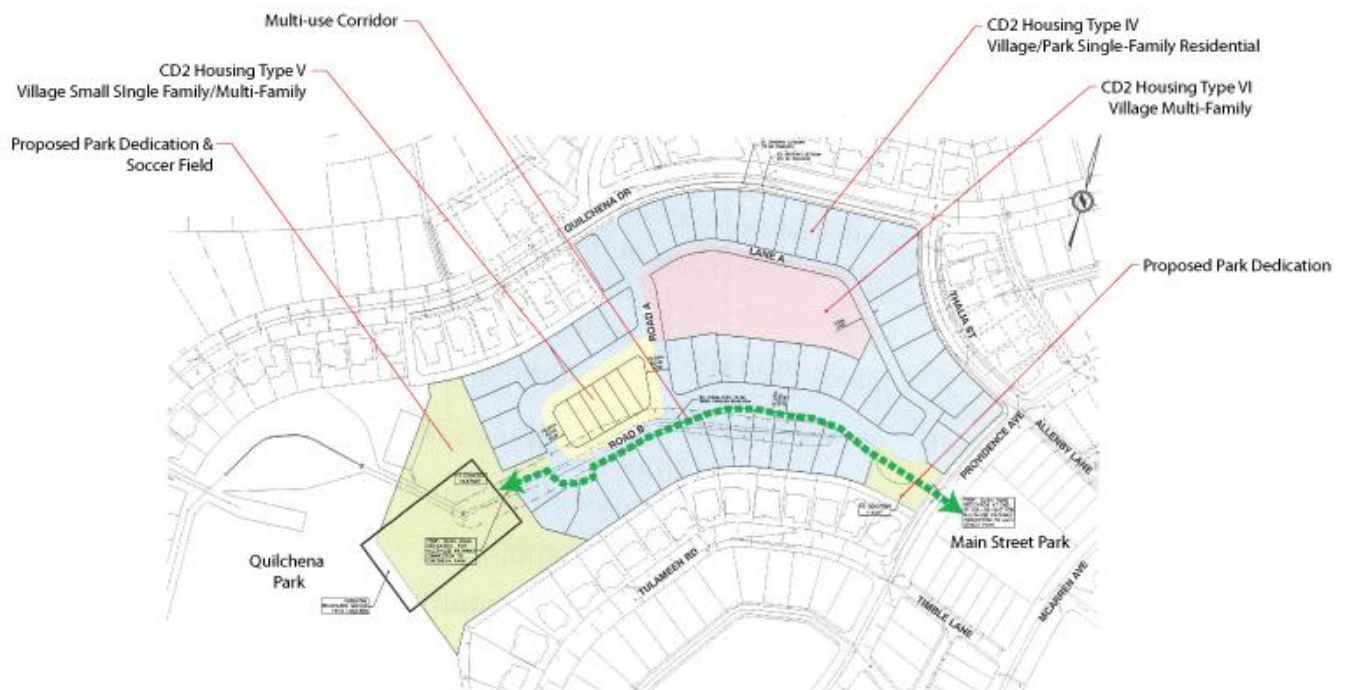 Multi-use Corridor
CD2 Housing Type IV
Village/Park Single-Family Residential
CD2 Housing Type V
Village Small SIngle Family/Multi-Family
CD2 Housing Type VI
Village Multi-Family
Proposed Park Dedication &
Soccer Field
QUILCHENA DR
LANE A
Proposed Park Dedication
THALIA ST
ROAD A
ROAD B
PROVIDENCE AVE
ALLENBY LANE
Main Street Park
Quilchena
Park
TULAMEEN RD
TIMBLE LANE
MCARREN AVE